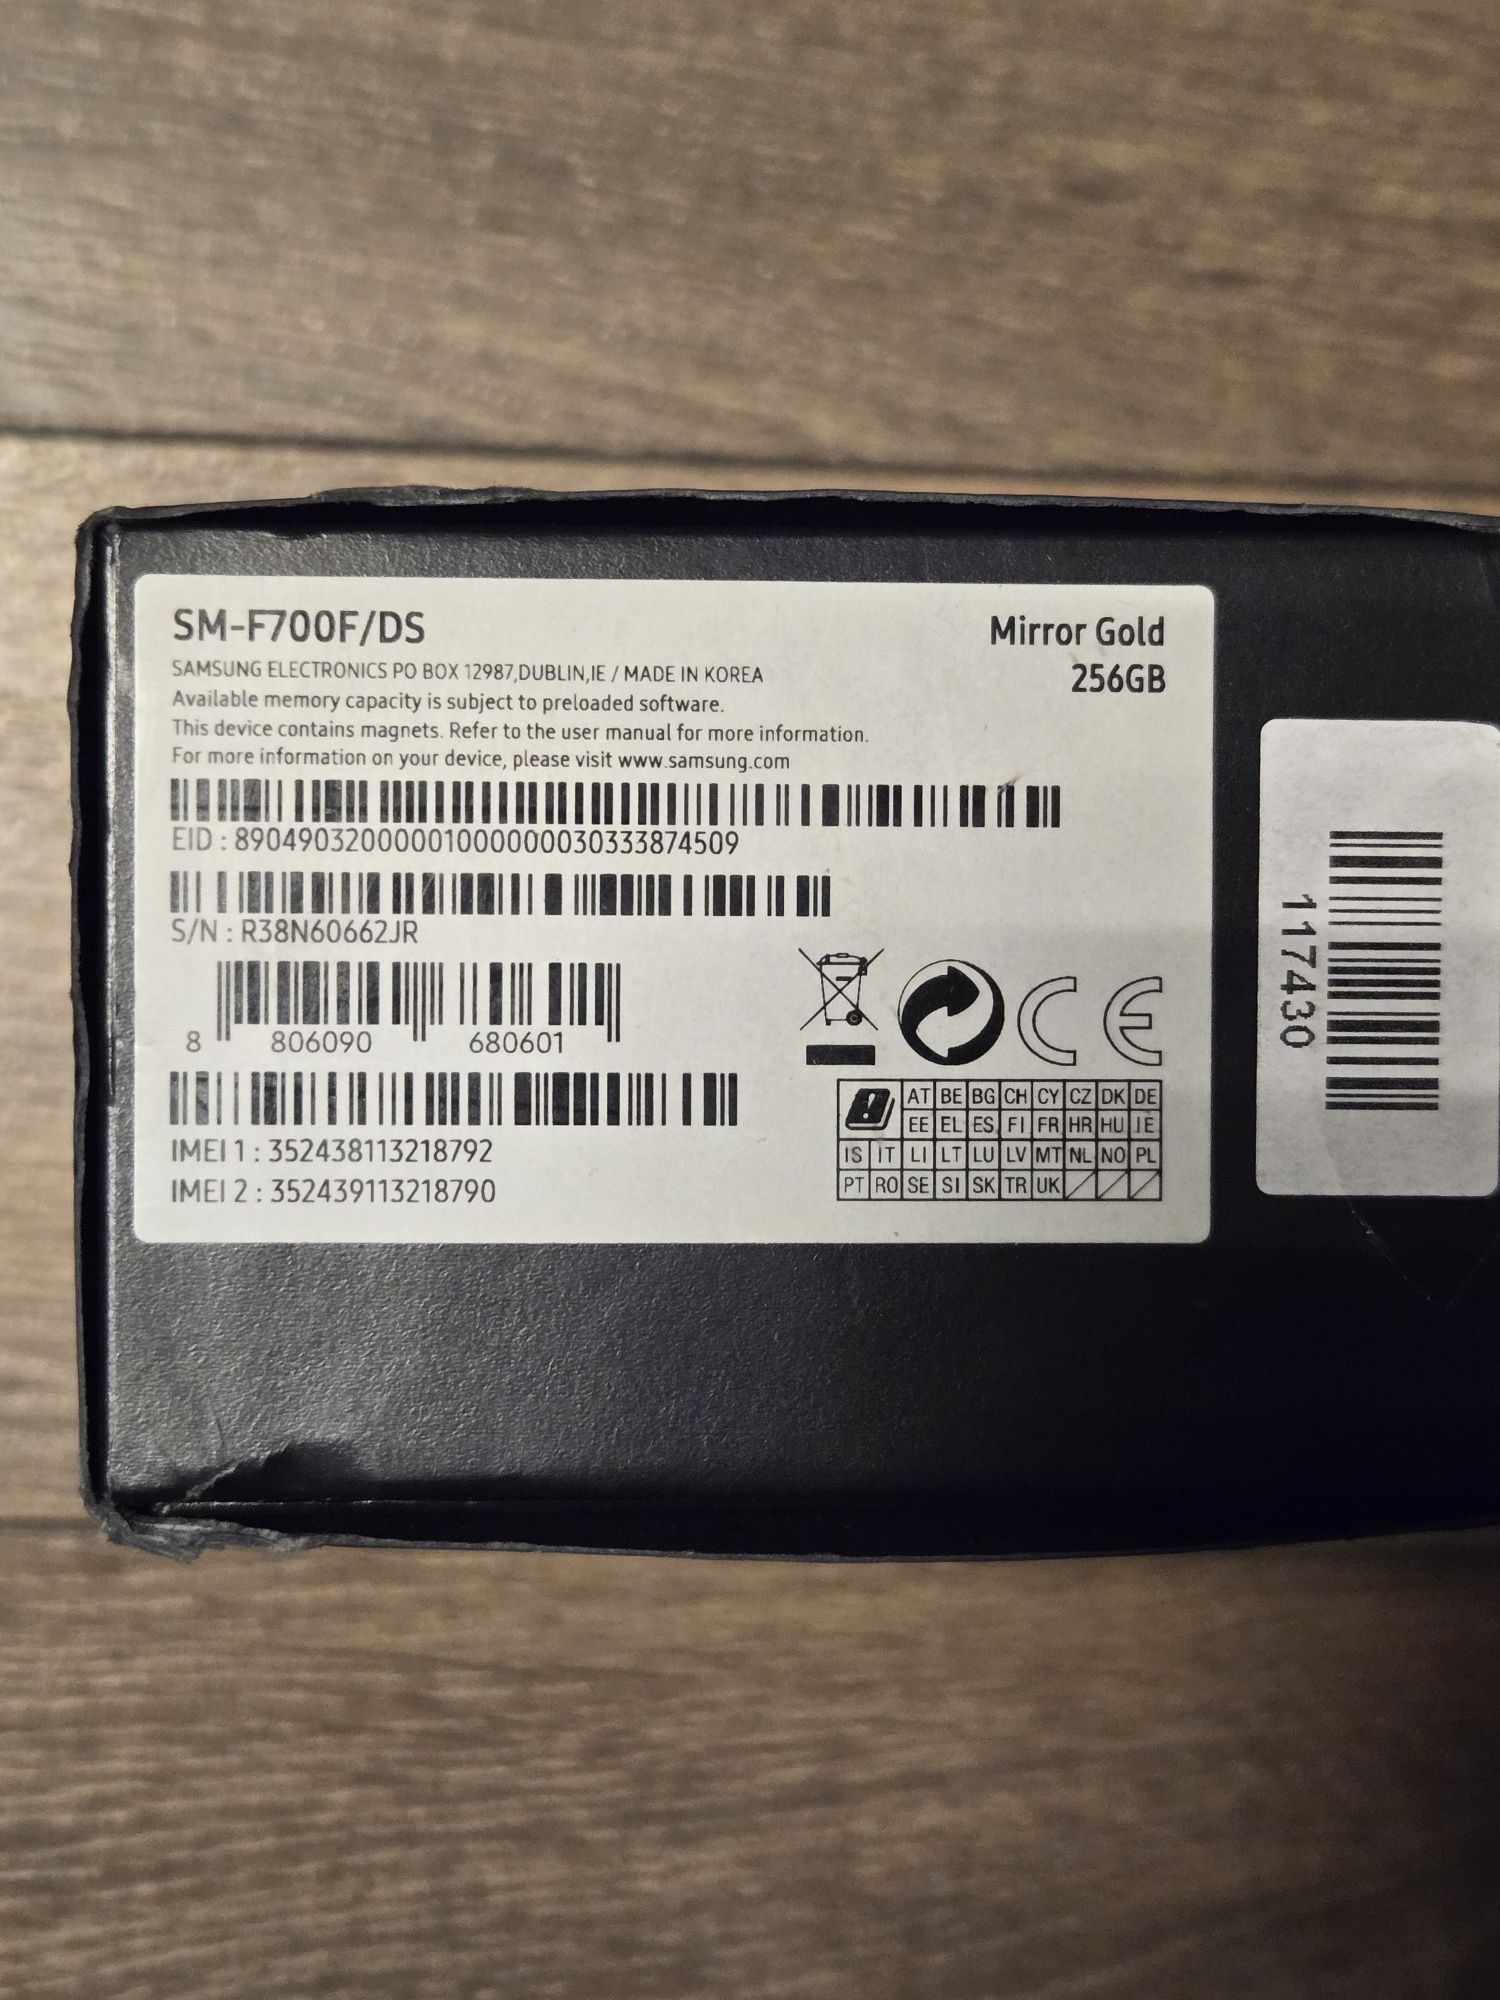 SM-F700F/DS
Mirror Gold
256GB
SAMSUNG ELECTRONICS PO BOX 12987,DUBLIN,IE / MADE IN KOREA
Available memory capacity is subject to preloaded software.
This device contains magnets. Refer to the user manual for more information.
For more information on your device, please visit www.samsung.com
EID : 89049032000001000000030333874509
S/N : R38N60662JR
8 806090 680601
IMEI 1 : 352438113218792
IMEI 2 : 352439113218790
CE
AT BE BG CH CY CZ DK DE
EE EL ES FI FR HR HU IE
IS IT LI LT LU LV MT NL NO PL
PT RO SE SI SK TR UK
117430